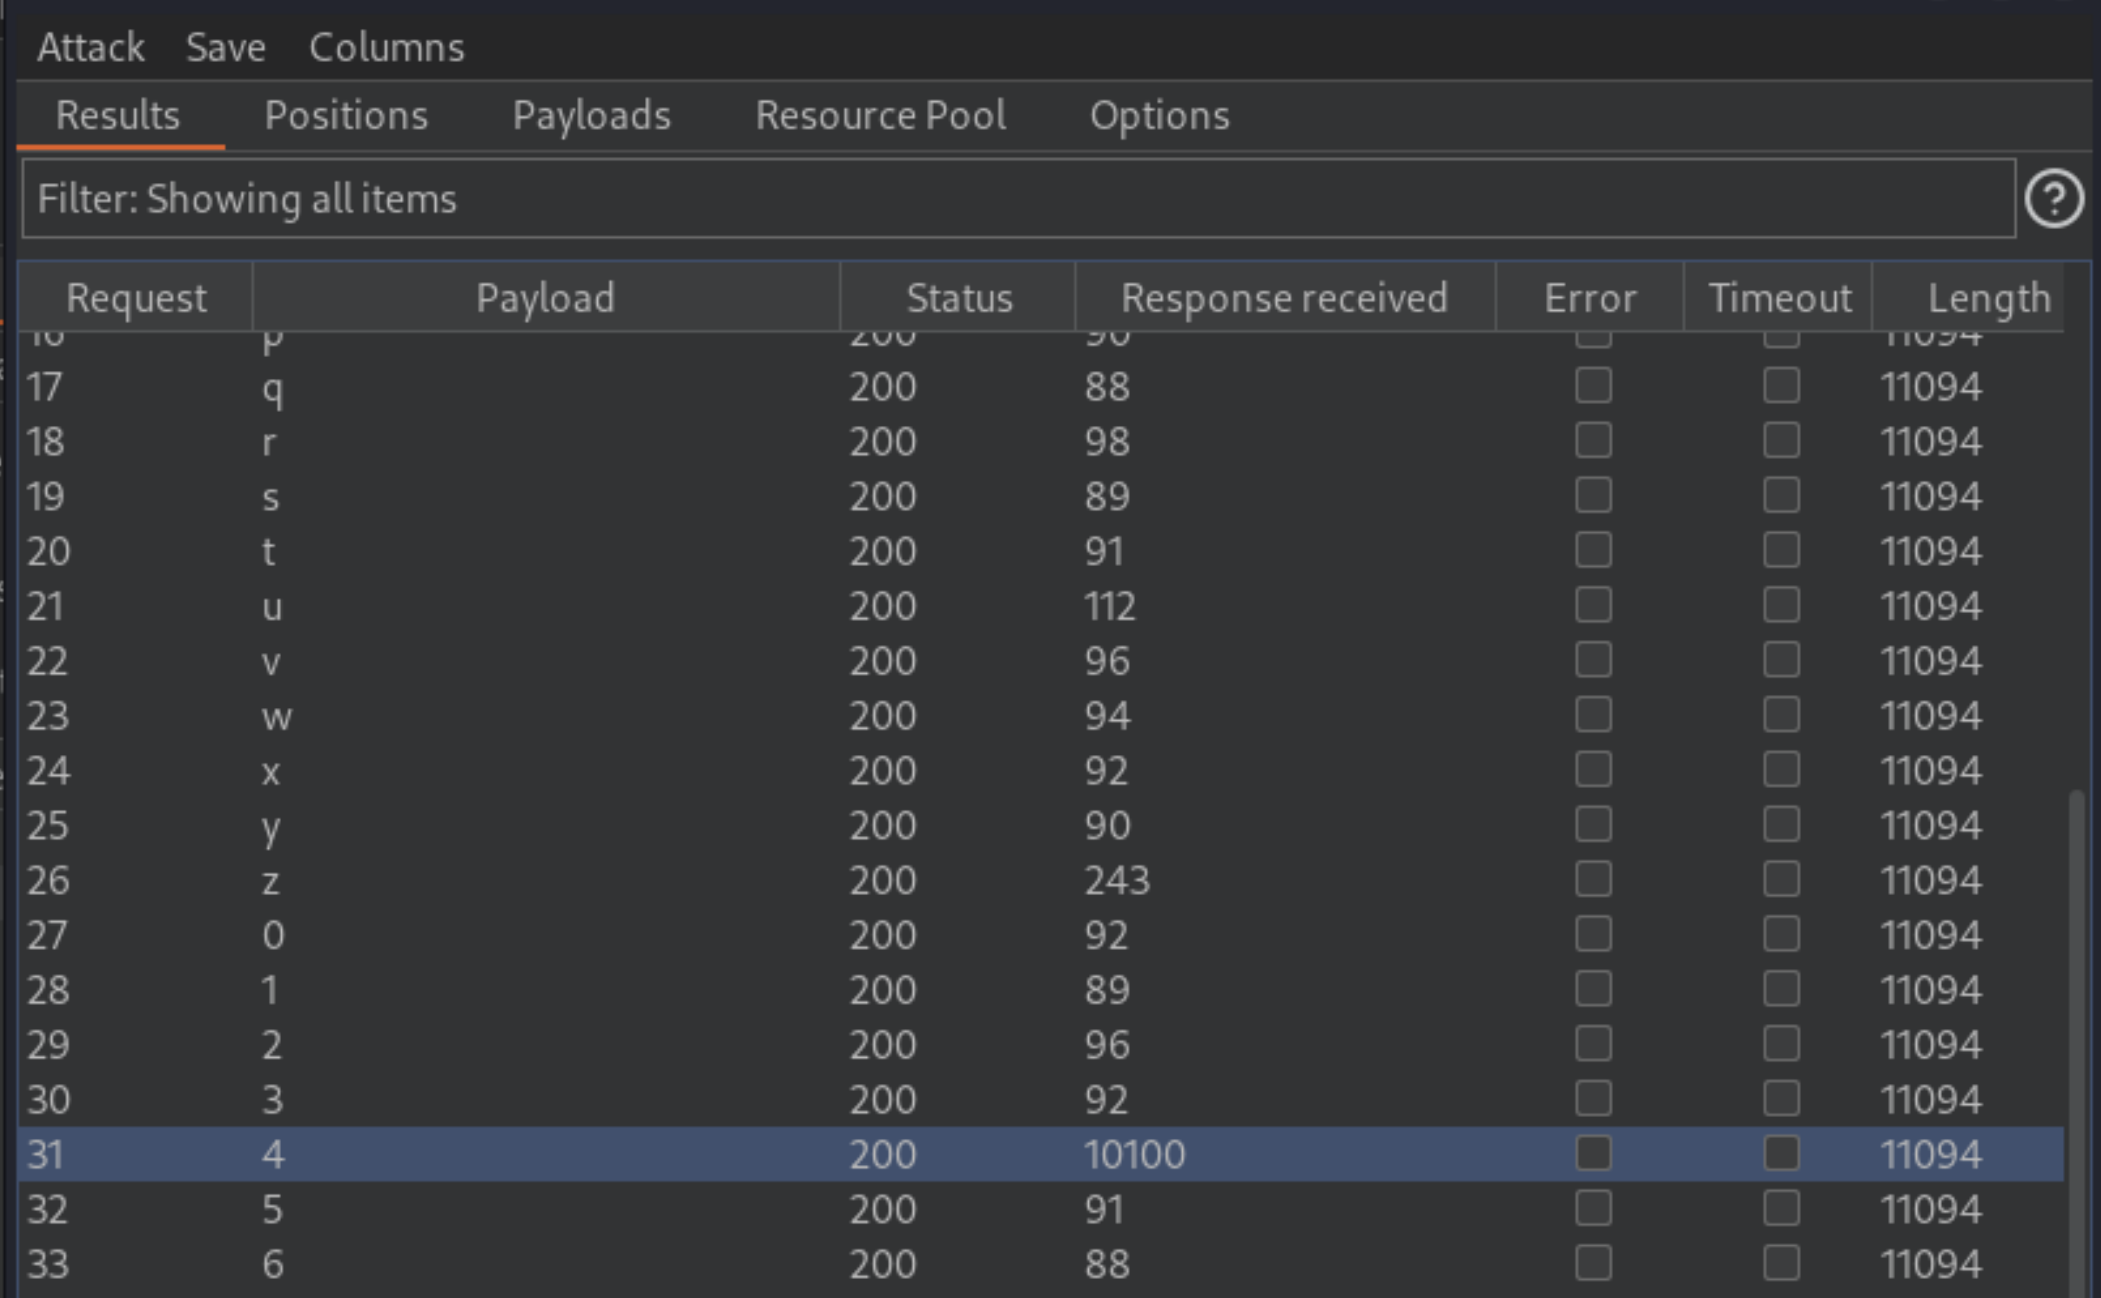 Attack Save Columns
Results Positions Payloads Resource Pool Options
Filter: Showing all items ?
Request Payload Status Response received Error Timeout Length
16 p 200 90 11094
17 q 200 88 11094
18 r 200 98 11094
19 s 200 89 11094
20 t 200 91 11094
21 u 200 112 11094
22 v 200 96 11094
23 w 200 94 11094
24 x 200 92 11094
25 y 200 90 11094
26 z 200 243 11094
27 0 200 92 11094
28 1 200 89 11094
29 2 200 96 11094
30 3 200 92 11094
31 4 200 10100 11094
32 5 200 91 11094
33 6 200 88 11094